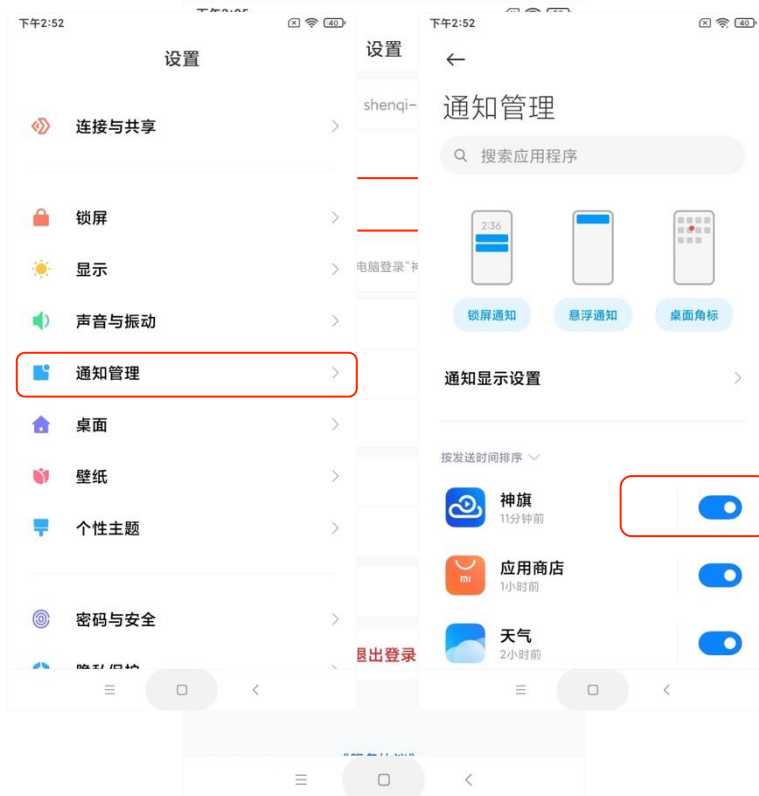 下午2:52
40
设置
连接与共享
锁屏
显示
声音与振动
通知管理
桌面
壁纸
个性主题
密码与安全
设置
shenqi-
电脑登录"神
退出登录
下午2:52
40
通知管理
搜索应用程序
2:36
锁屏通知
悬浮通知
桌面角标
通知显示设置
按发送时间排序
神旗
11分钟前
mi
应用商店
1小时前
天气
2小时前